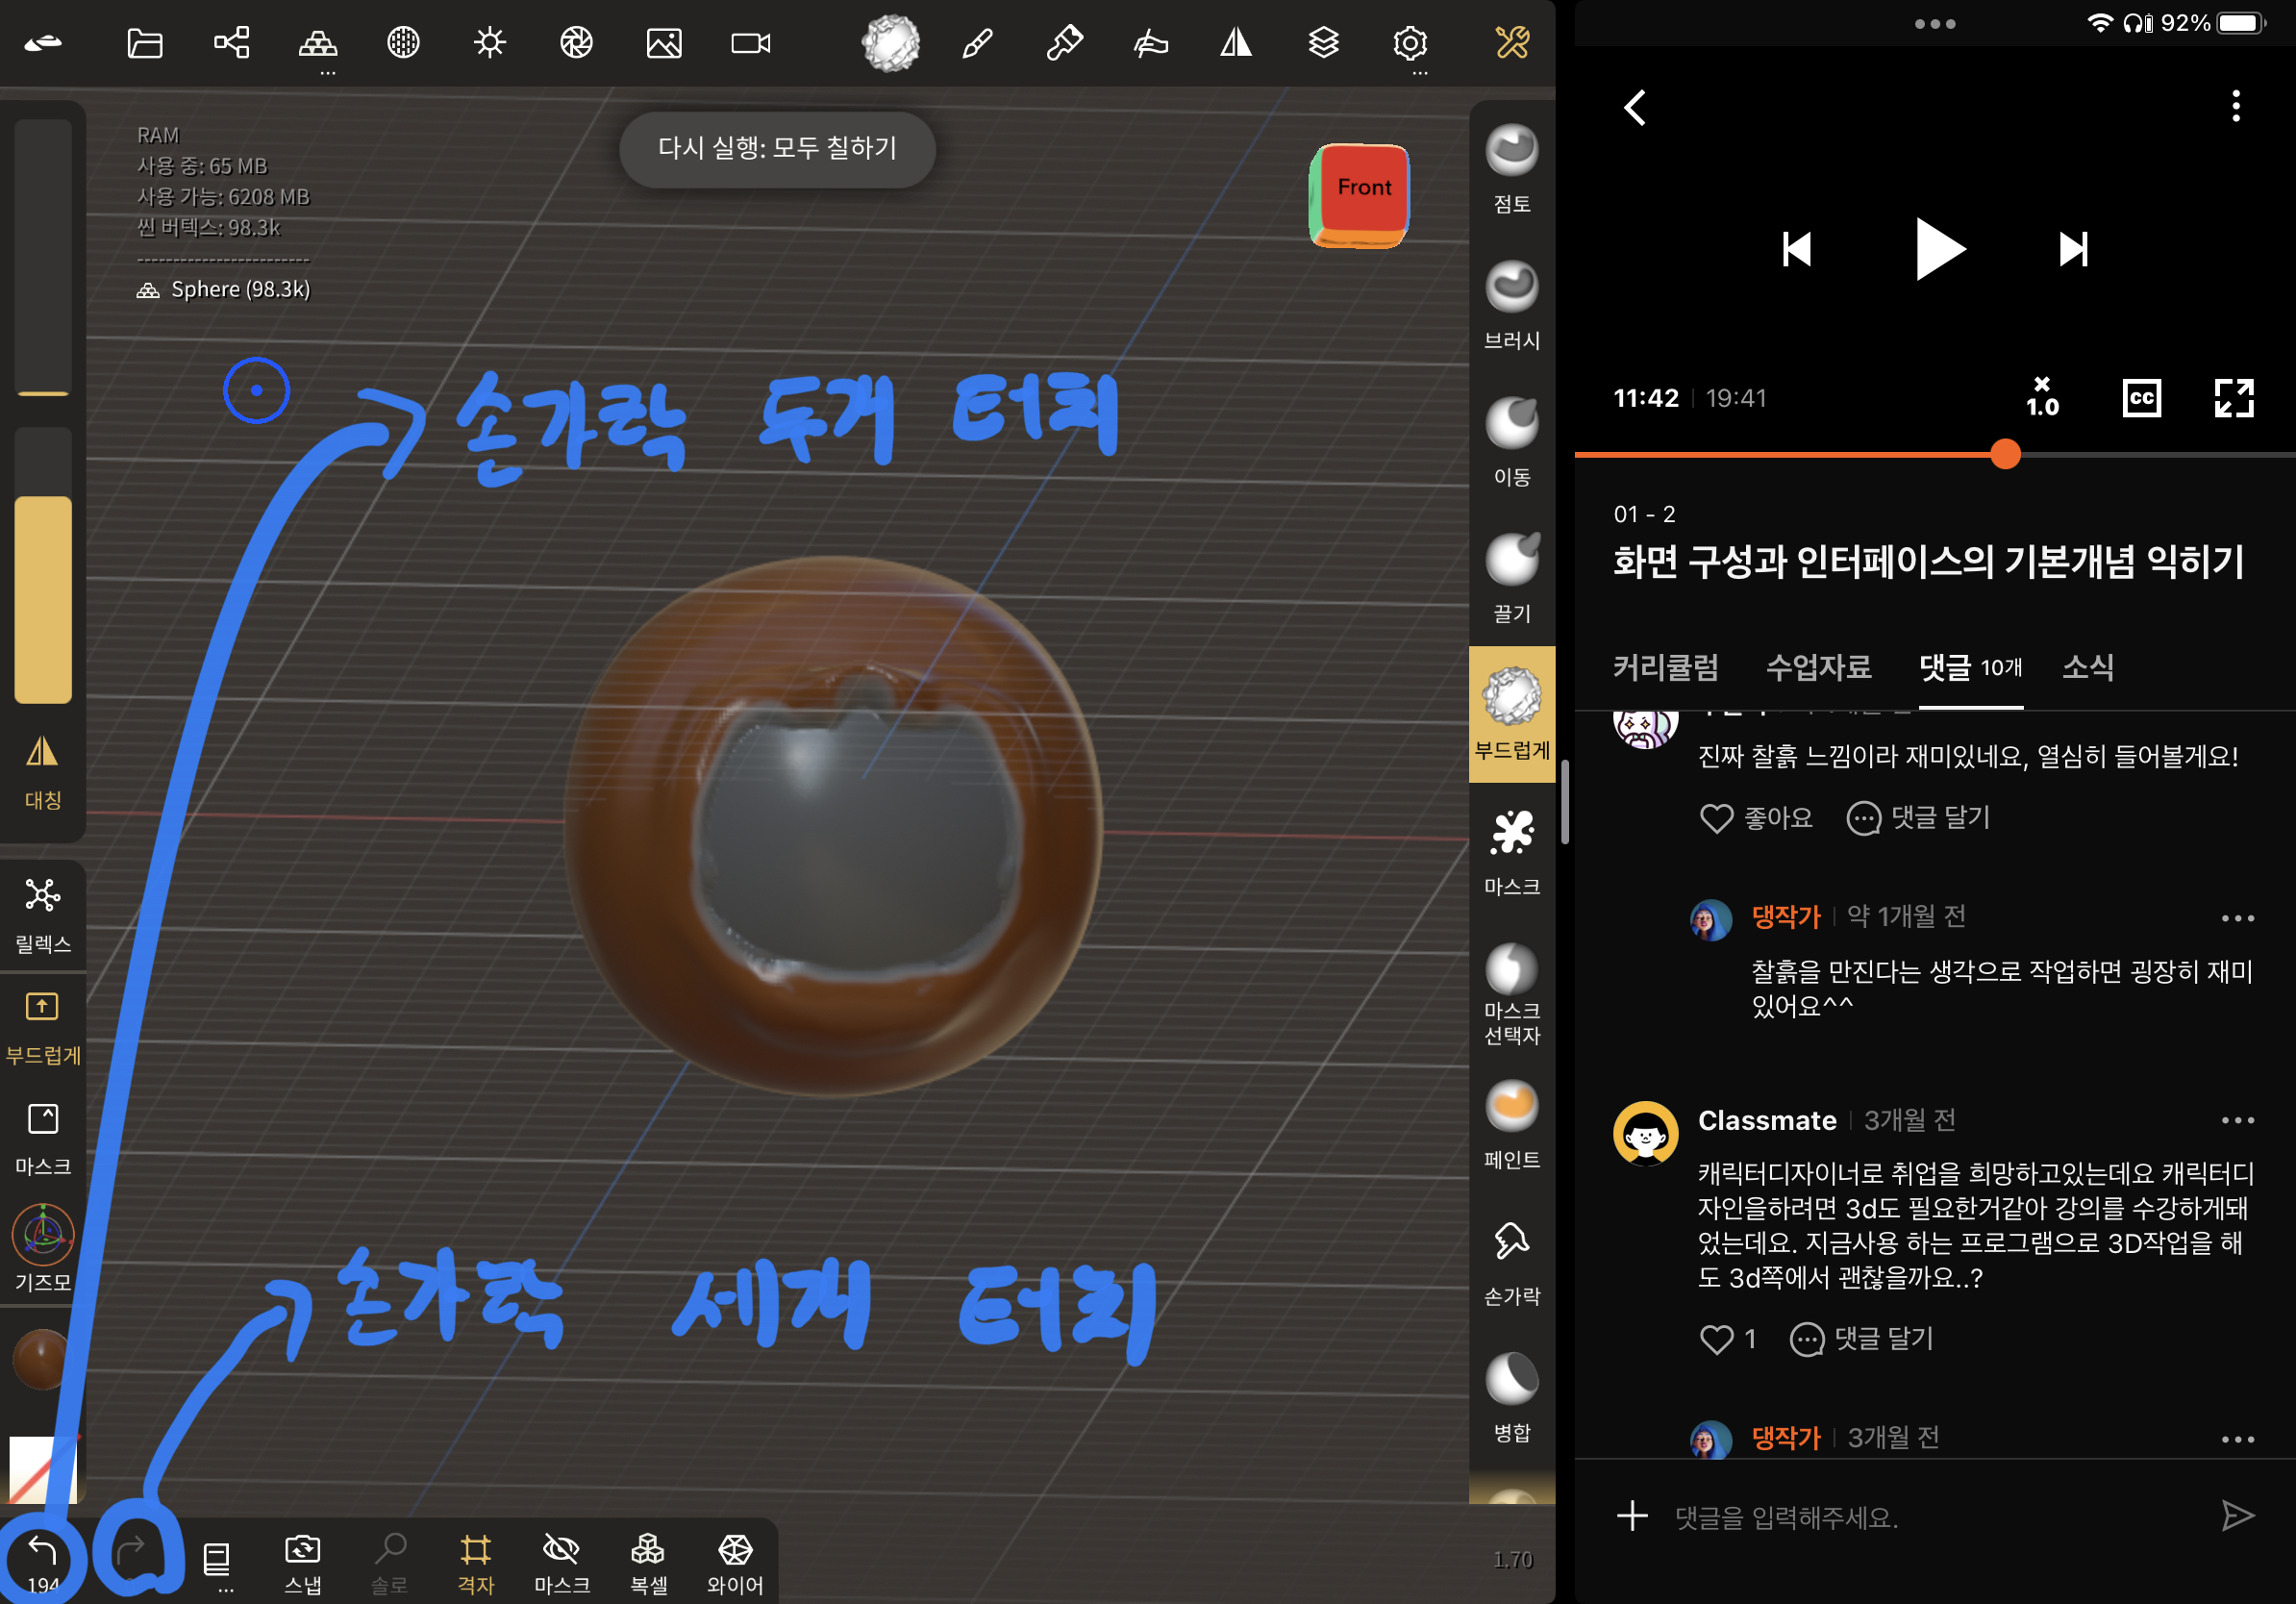 RAM
사용 중: 65 MB
사용 가능: 6208 MB
씬 버텍스: 98.3k
------------------------
Sphere (98.3k)
다시 실행: 모두 칠하기
Front
손가락 두개 터치
손가락 세개 터치
대칭
릴렉스
부드럽게
마스크
기즈모
194
스냅
솔로
격자
마스크
복셀
와이어
1.70
점토
브러시
이동
끌기
부드럽게
마스크
마스크
선택자
페인트
손가락
병합
92%
11:42 | 19:41
× 1.0
CC
01 - 2
화면 구성과 인터페이스의 기본개념 익히기
커리큘럼 수업자료 댓글 10개 소식
진짜 찰흙 느낌이라 재미있네요, 열심히 들어볼게요!
좋아요 댓글 달기
댕작가 | 약 1개월 전
찰흙을 만진다는 생각으로 작업하면 굉장히 재미
있어요^^
Classmate | 3개월 전
캐릭터디자이너로 취업을 희망하고있는데요 캐릭터디
자인을하려면 3d도 필요한거같아 강의를 수강하게돼
었는데요. 지금사용 하는 프로그램으로 3D작업을 해
도 3d쪽에서 괜찮을까요..?
1 댓글 달기
댕작가 | 3개월 전
댓글을 입력해주세요.